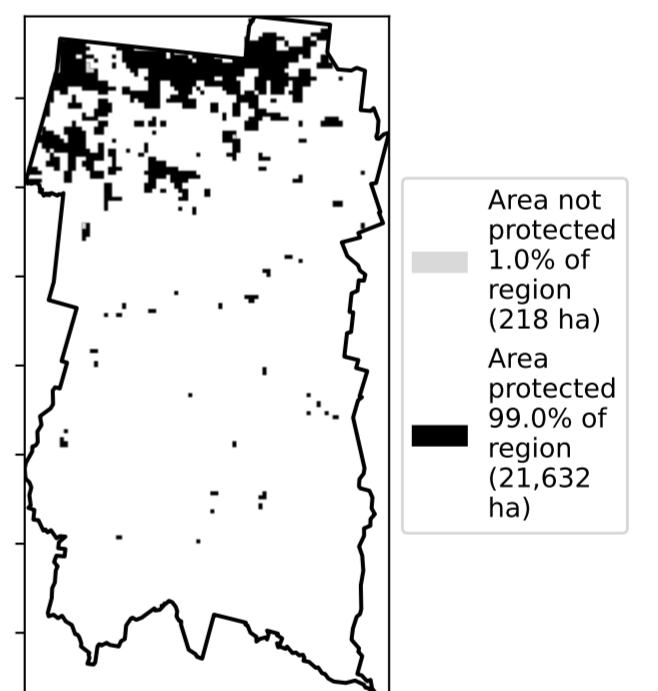 Area not
protected
1.0% of
region
(218 ha)
Area
protected
99.0% of
region
(21,632
ha)